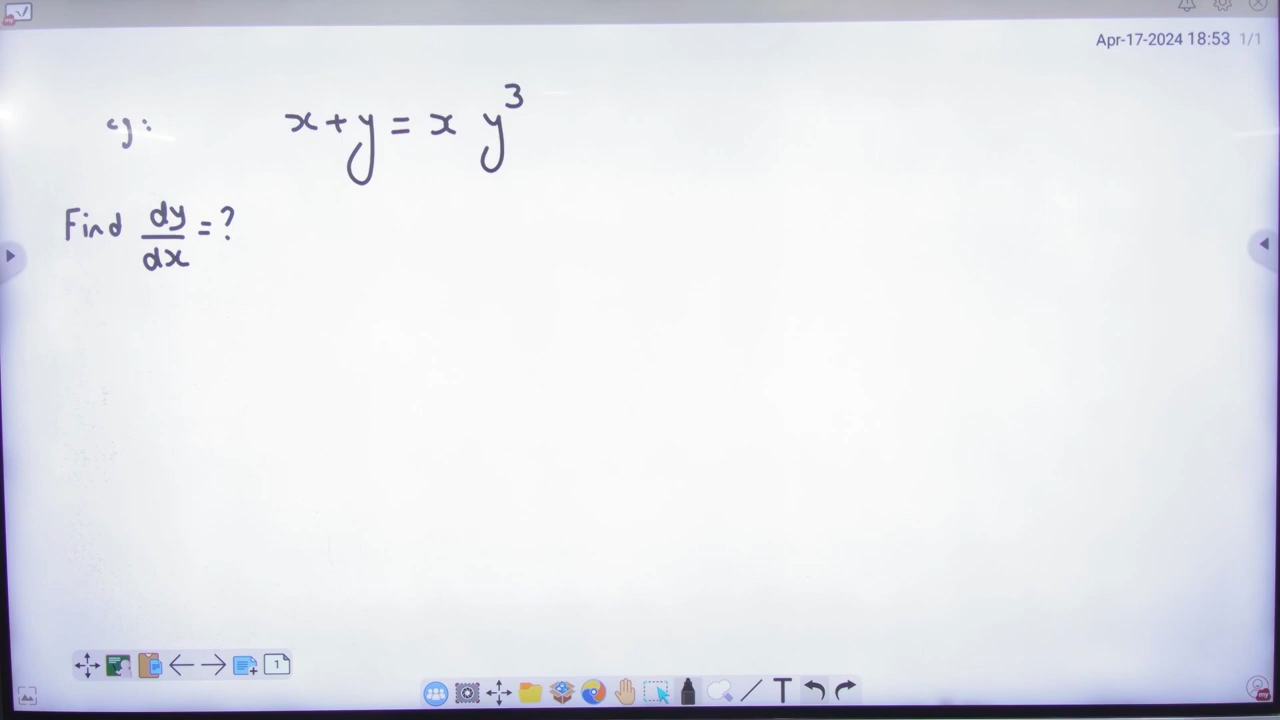 Apr-17-2024 18:53 1/1
eg: x + y = x y³
Find dy/dx = ?
1
T